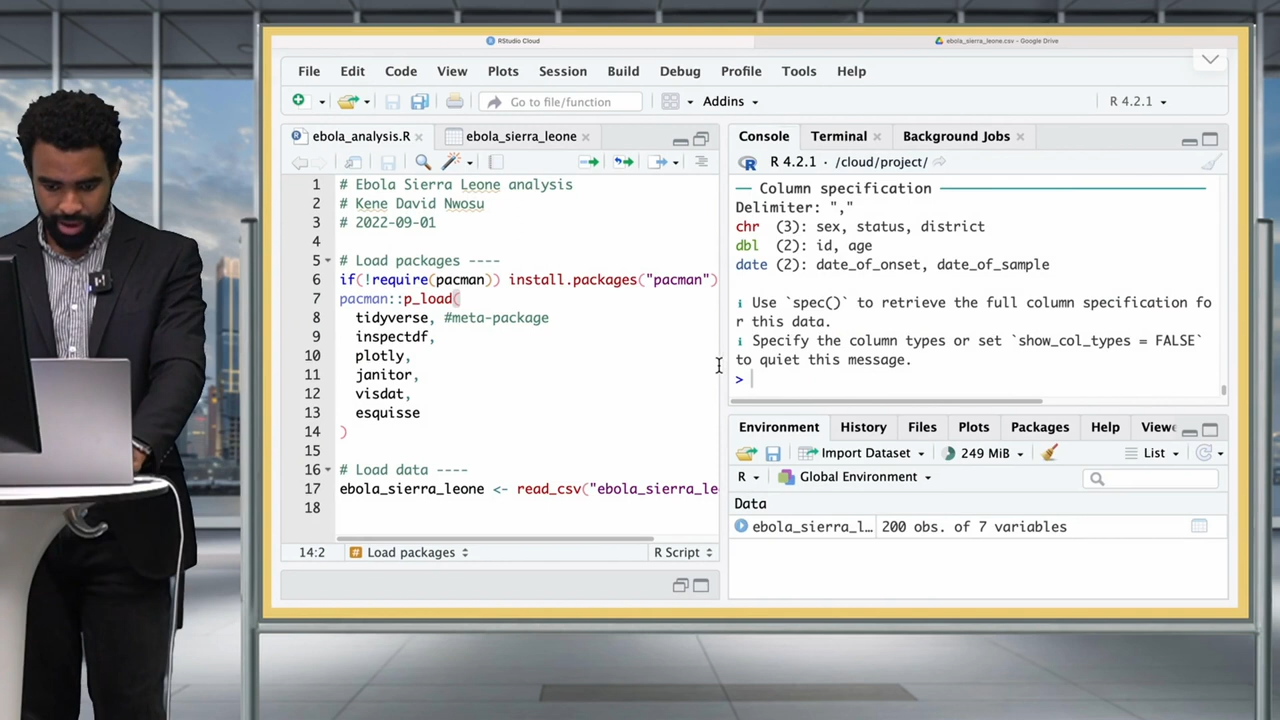 RStudio Cloud
ebola_sierra_leone.csv - Google Drive
File Edit Code View Plots Session Build Debug Profile Tools Help
Go to file/function
Addins
R 4.2.1
ebola_analysis.R
ebola_sierra_leone
1 # Ebola Sierra Leone analysis
2 # Kene David Nwosu
3 # 2022-09-01
4
5 # Load packages ----
6 if(!require(pacman)) install.packages("pacman")
7 pacman::p_load(
8 tidyverse, #meta-package
9 inspectdf,
10 plotly,
11 janitor,
12 visdat,
13 esquisse
14 )
15
16 # Load data ----
17 ebola_sierra_leone <- read_csv("ebola_sierra_le
18
14:2 # Load packages R Script
Console Terminal Background Jobs
R R 4.2.1 · /cloud/project/
── Column specification ──
Delimiter: ","
chr (3): sex, status, district
dbl (2): id, age
date (2): date_of_onset, date_of_sample
ℹ Use `spec()` to retrieve the full column specification fo
r this data.
ℹ Specify the column types or set `show_col_types = FALSE`
to quiet this message.
>
Environment History Files Plots Packages Help Viewe
Import Dataset 249 MiB List
R Global Environment
Data
ebola_sierra_l… 200 obs. of 7 variables